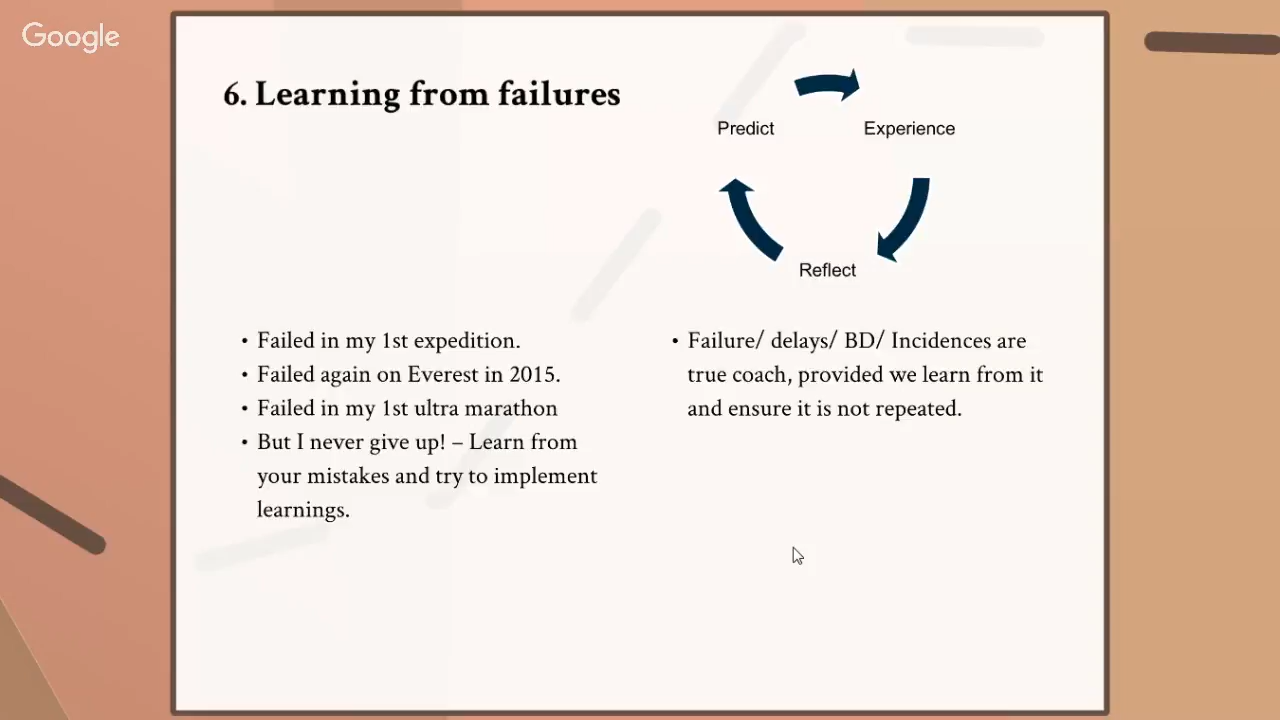 Google
6. Learning from failures
Predict
Experience
Reflect
• Failed in my 1st expedition.
• Failed again on Everest in 2015.
• Failed in my 1st ultra marathon
• But I never give up! – Learn from
your mistakes and try to implement
learnings.
• Failure/ delays/ BD/ Incidences are
true coach, provided we learn from it
and ensure it is not repeated.